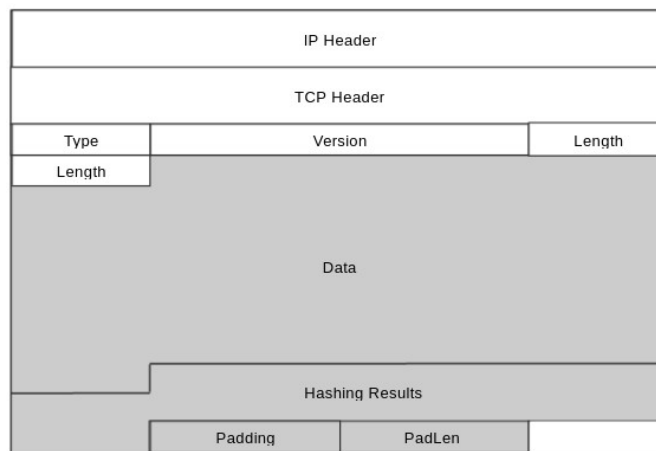 IP Header
TCP Header
Type Version Length
Length
Data
Hashing Results
Padding PadLen